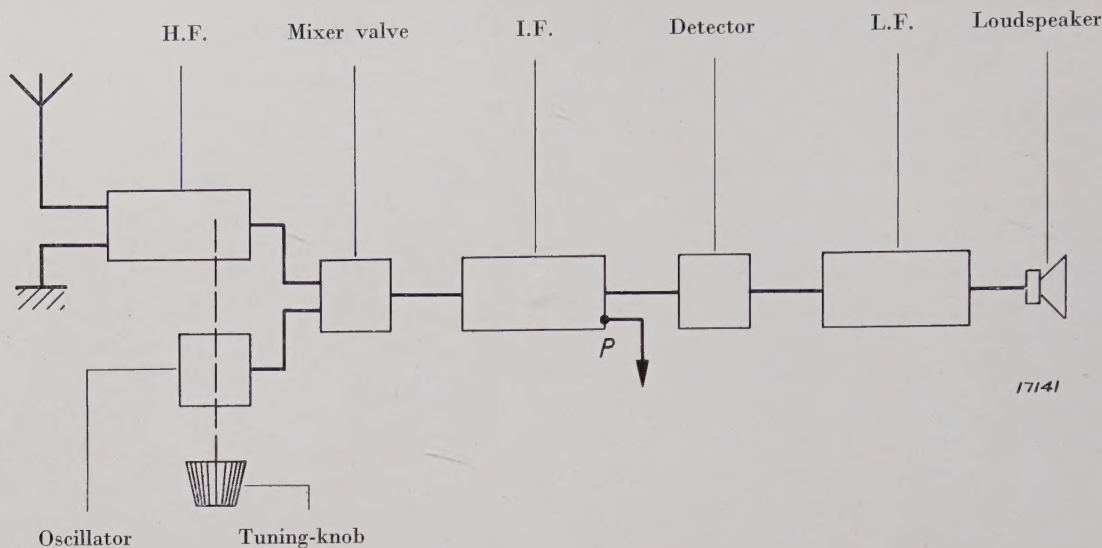 H.F. Mixer valve I.F. Detector L.F. Loudspeaker
P
17141
Oscillator Tuning-knob